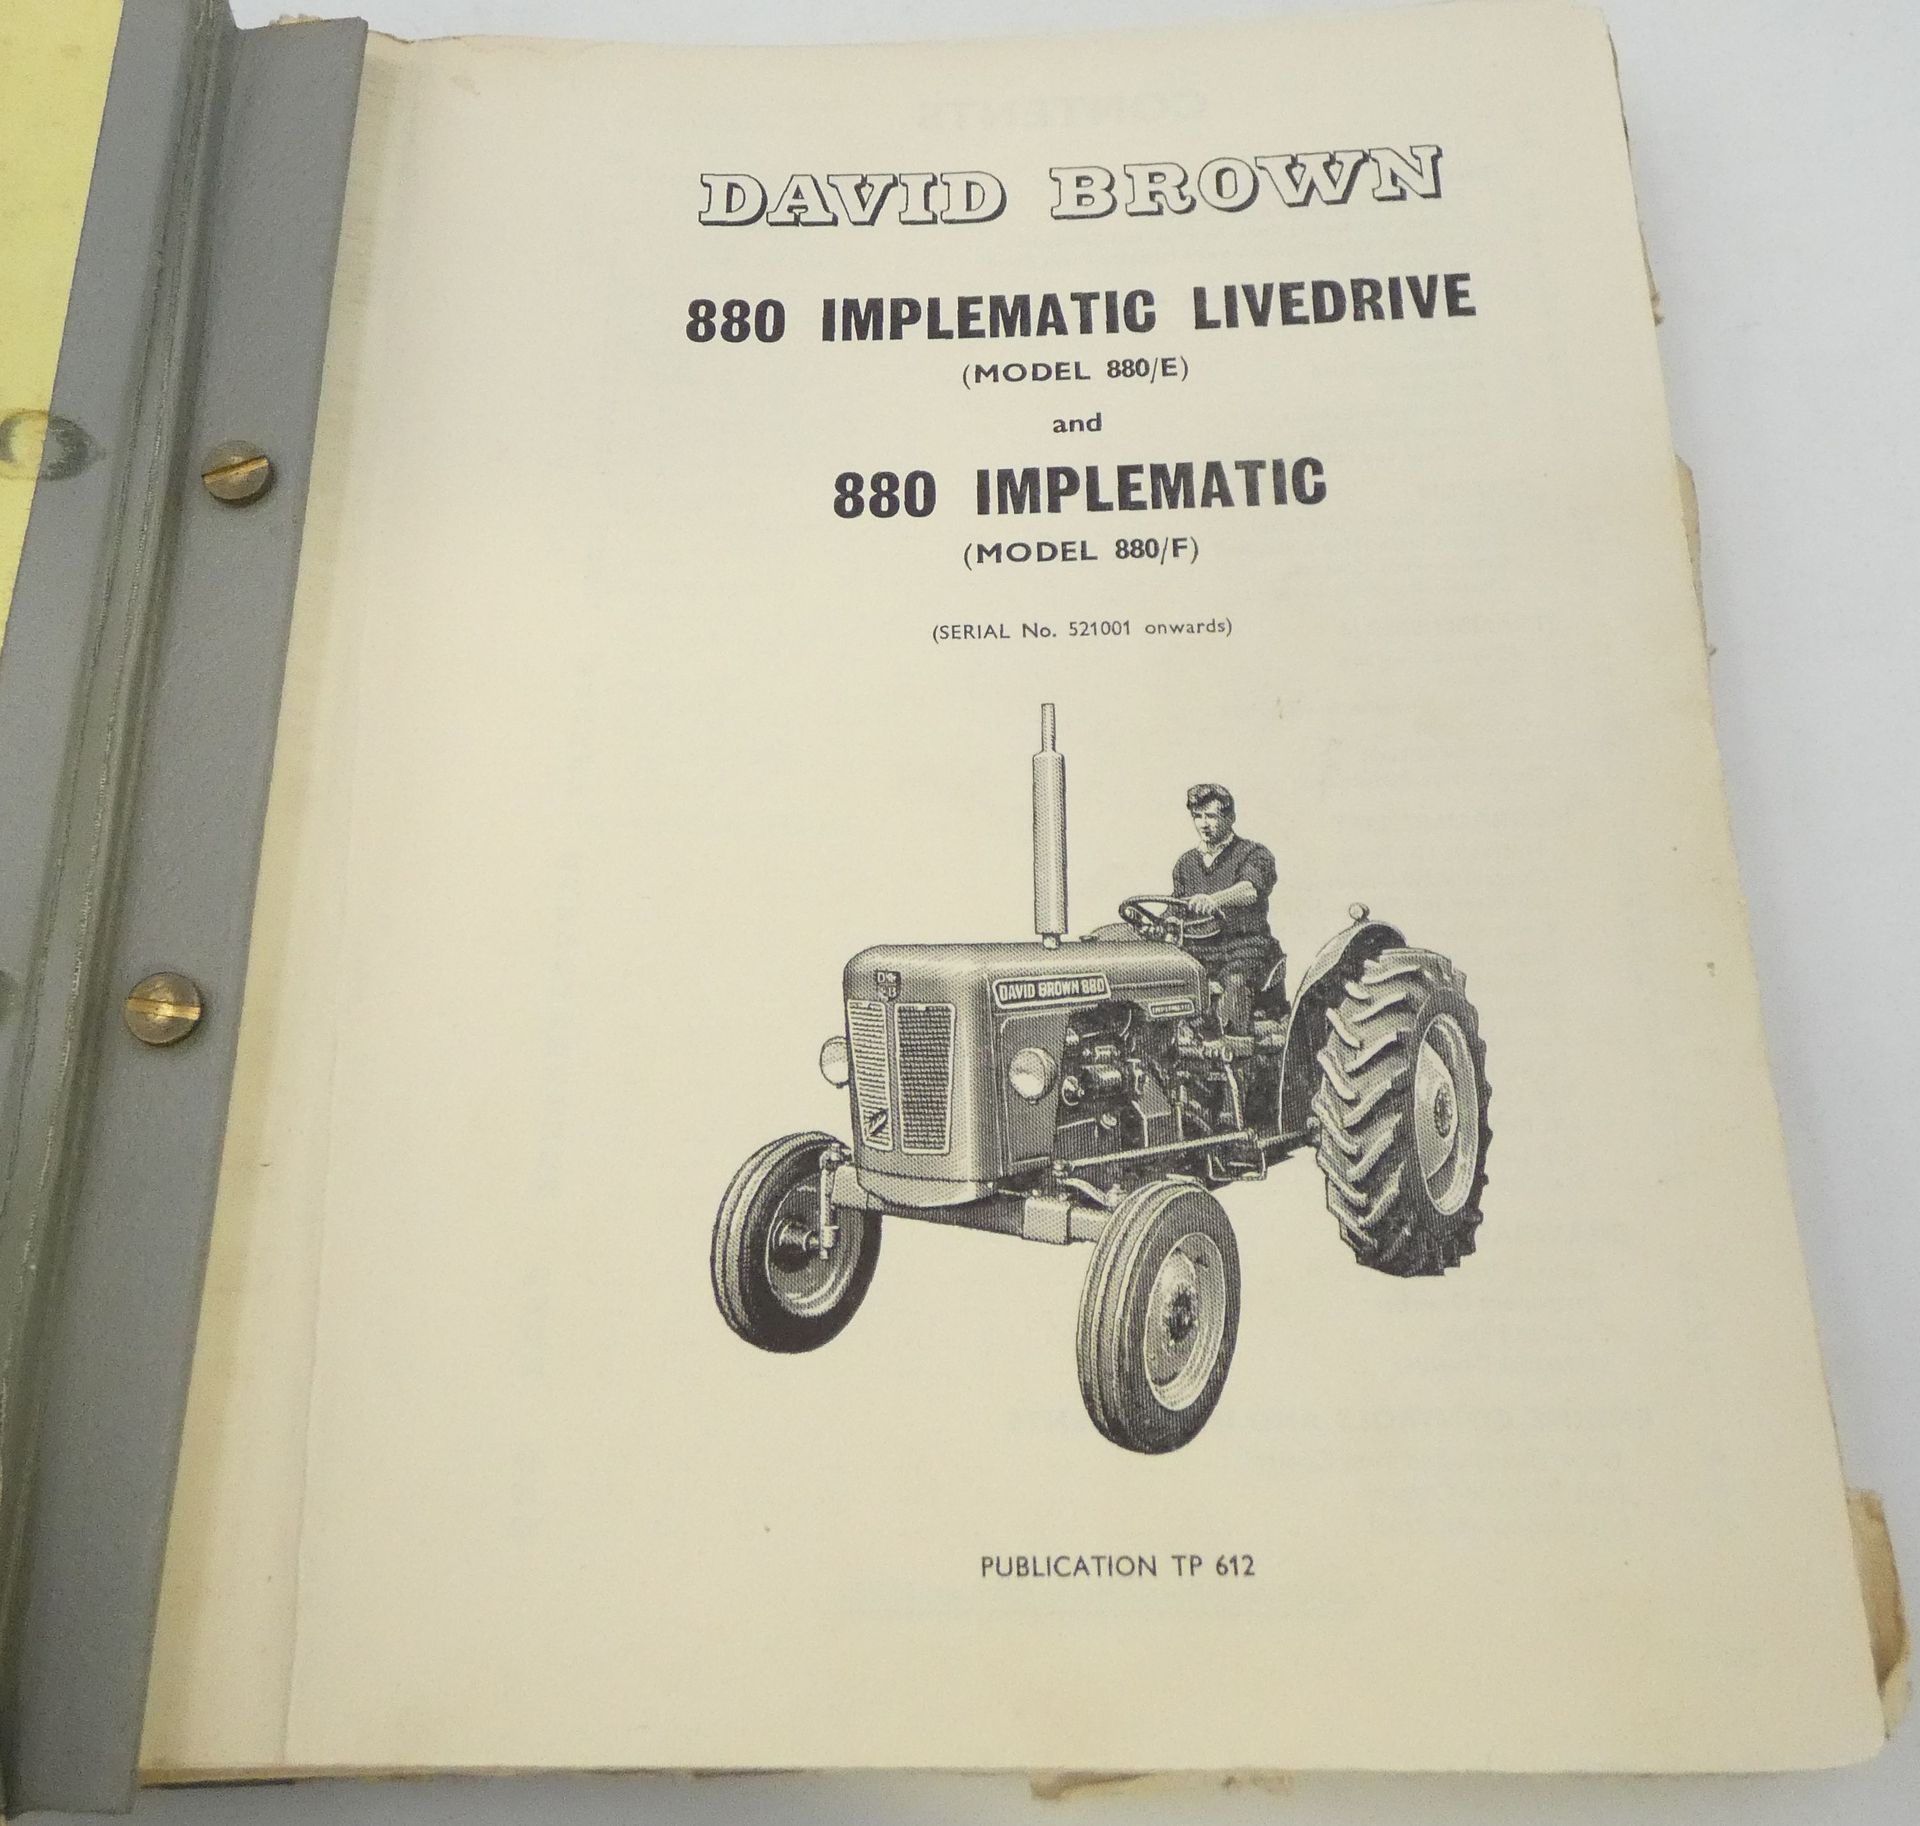 DAVID BROWN
880 IMPLEMATIC LIVEDRIVE
(MODEL 880/E)
and
880 IMPLEMATIC
(MODEL 880/F)
(SERIAL No. 521001 onwards)
DAVID BROWN 880
PUBLICATION TP 612